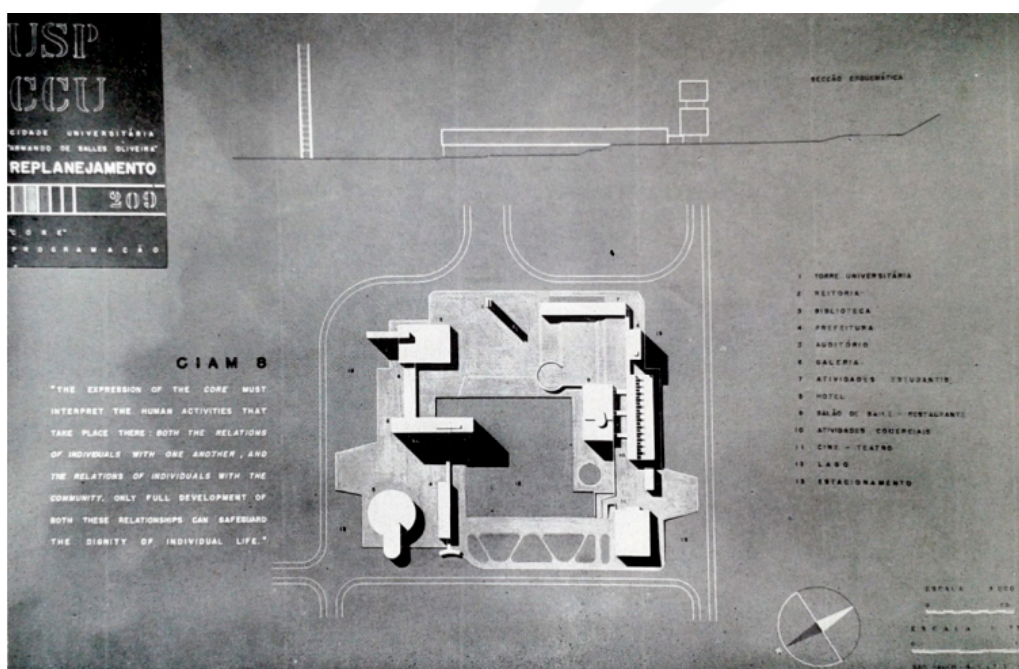 USP
CCU
CIDADE UNIVERSITÁRIA
"ARMANDO DE SALLES OLIVEIRA"
REPLANEJAMENTO
209
"CORE"
PROGRAMAÇÃO
SECÇÃO ESQUEMÁTICA
CIAM 8
"THE EXPRESSION OF THE CORE MUST
INTERPRET THE HUMAN ACTIVITIES THAT
TAKE PLACE THERE: BOTH THE RELATIONS
OF INDIVIDUALS WITH ONE ANOTHER, AND
THE RELATIONS OF INDIVIDUALS WITH THE
COMMUNITY. ONLY FULL DEVELOPMENT OF
BOTH THESE RELATIONSHIPS CAN SAFEGUARD
THE DIGNITY OF INDIVIDUAL LIFE."
1 TORRE UNIVERSITÁRIA
2 REITORIA
3 BIBLIOTECA
4 PREFEITURA
5 AUDITÓRIO
6 GALERIA
7 ATIVIDADES ESTUDANTIS
8 HOTEL
9 SALÃO DE BAILE - RESTAURANTE
10 ATIVIDADES COMERCIAIS
11 CINE - TEATRO
12 LAGO
13 ESTACIONAMENTO
ESCALA
ESCALA